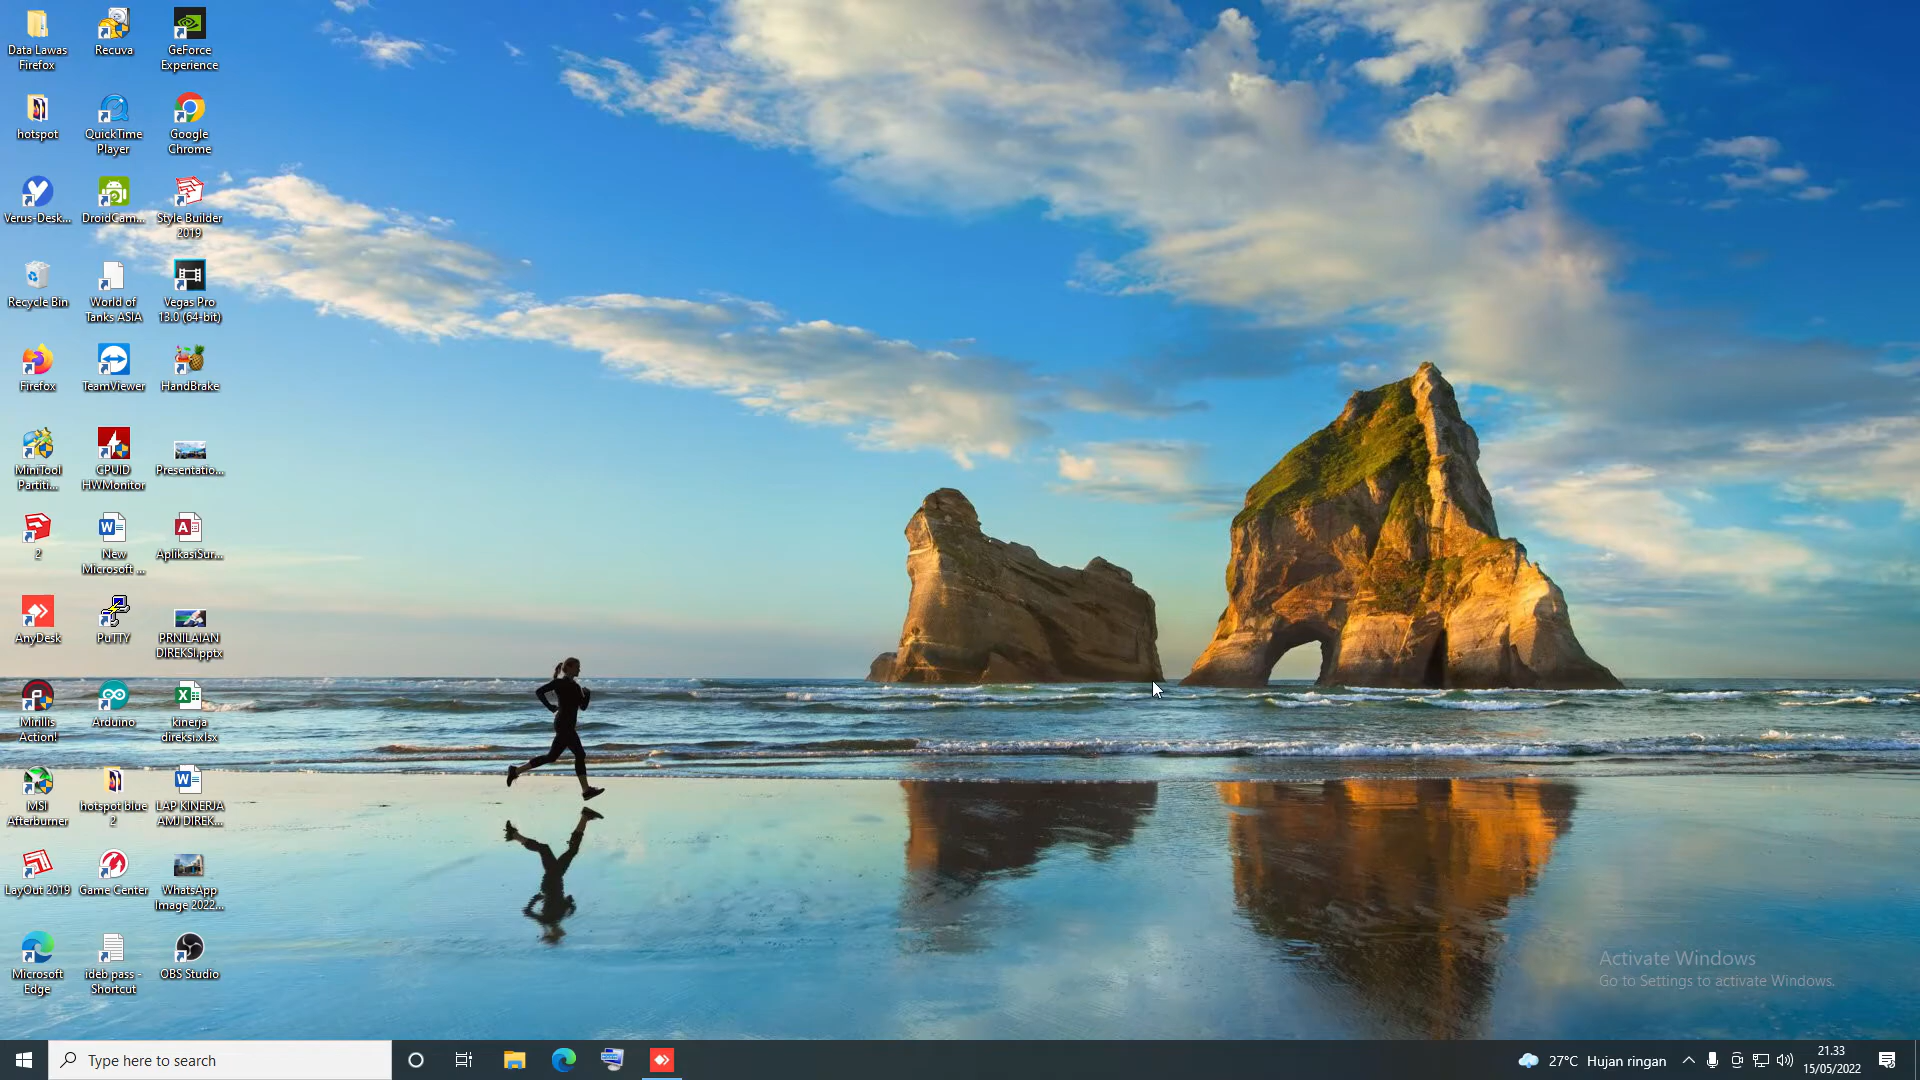 Data Lawas
Firefox
Recuva
GeForce
Experience
hotspot
QuickTime
Player
Google
Chrome
Verus-Desk...
DroidCam...
Style Builder
2019
Recycle Bin
World of
Tanks ASIA
Vegas Pro
13.0 (64-bit)
Firefox
TeamViewer
HandBrake
MiniTool
Partiti...
CPUID
HWMonitor
Presentatio...
2
New
Microsoft ...
AplikasiSur...
AnyDesk
PuTTY
PRNILAIAN
DIREKSI.pptx
Mirillis
Action!
Arduino
kinerja
direksi.xlsx
MSI
Afterburner
hotspot blue
2
LAP KINERJA
AMJ DIREK...
LayOut 2019
Game Center
WhatsApp
Image 2022...
Microsoft
Edge
ideb pass -
Shortcut
OBS Studio
Activate Windows
Go to Settings to activate Windows.
Type here to search
27°C Hujan ringan
21.33
15/05/2022